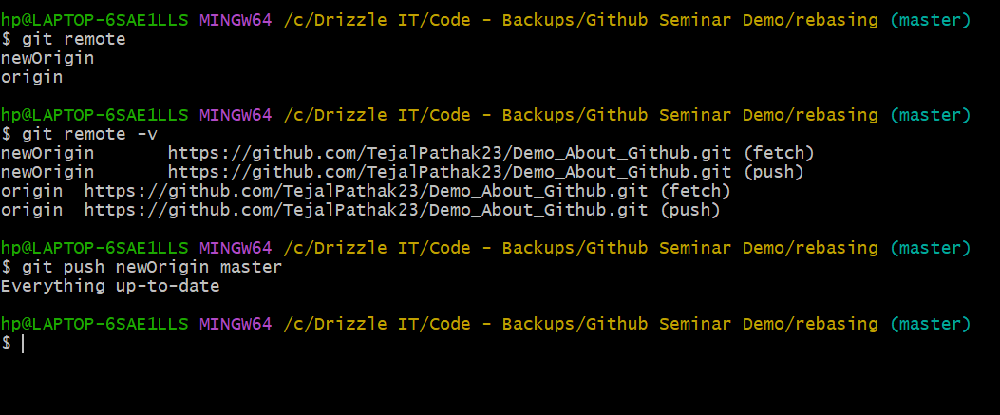 hp@LAPTOP-6SAE1LLS MINGW64 /c/Drizzle IT/Code - Backups/Github Seminar Demo/rebasing (master)
$ git remote
newOrigin
origin
hp@LAPTOP-6SAE1LLS MINGW64 /c/Drizzle IT/Code - Backups/Github Seminar Demo/rebasing (master)
$ git remote -v
newOrigin       https://github.com/TejalPathak23/Demo_About_Github.git (fetch)
newOrigin       https://github.com/TejalPathak23/Demo_About_Github.git (push)
origin  https://github.com/TejalPathak23/Demo_About_Github.git (fetch)
origin  https://github.com/TejalPathak23/Demo_About_Github.git (push)
hp@LAPTOP-6SAE1LLS MINGW64 /c/Drizzle IT/Code - Backups/Github Seminar Demo/rebasing (master)
$ git push newOrigin master
Everything up-to-date
hp@LAPTOP-6SAE1LLS MINGW64 /c/Drizzle IT/Code - Backups/Github Seminar Demo/rebasing (master)
$